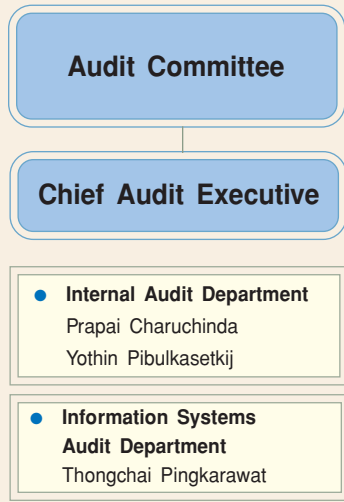 Audit Committee
Chief Audit Executive
● Internal Audit Department
Prapai Charuchinda
Yothin Pibulkasetkij
● Information Systems
Audit Department
Thongchai Pingkarawat